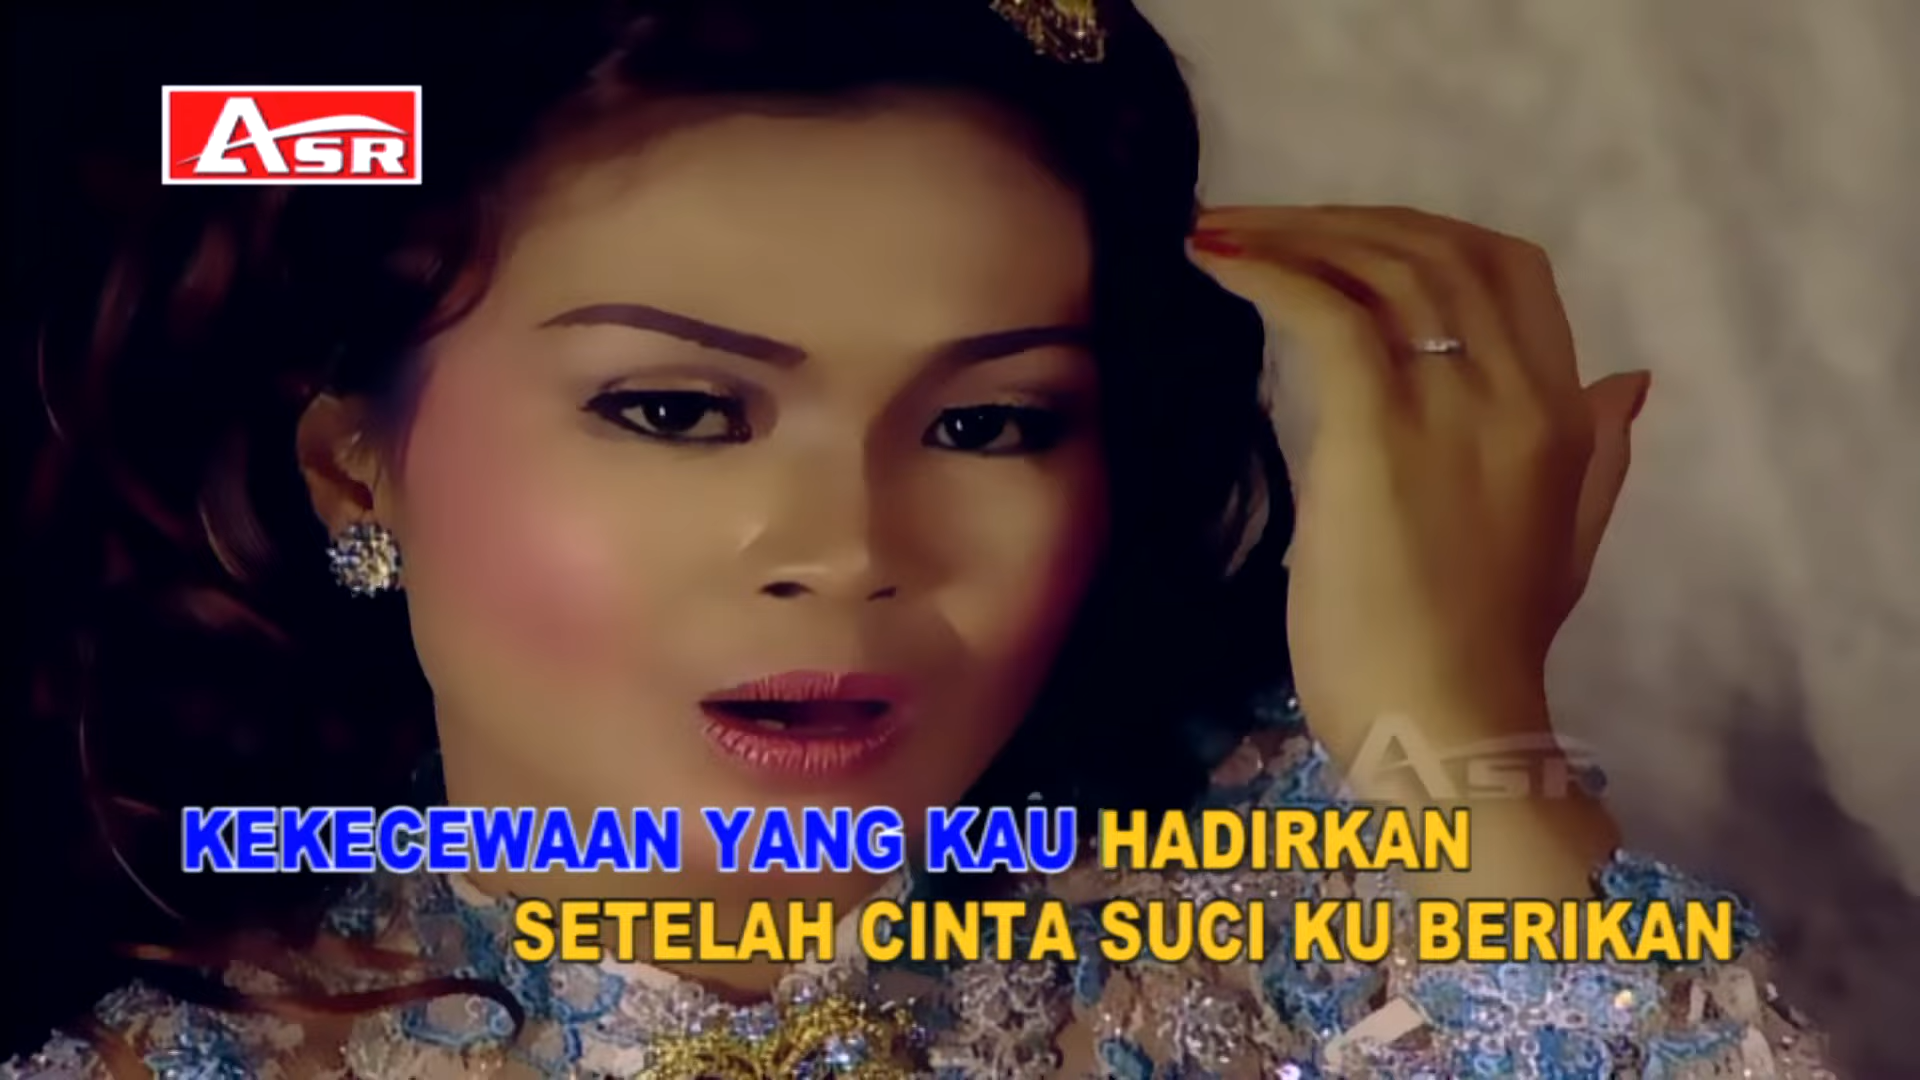 ASR
ASR
KEKECEWAAN YANG KAU HADIRKAN
SETELAH CINTA SUCI KU BERIKAN